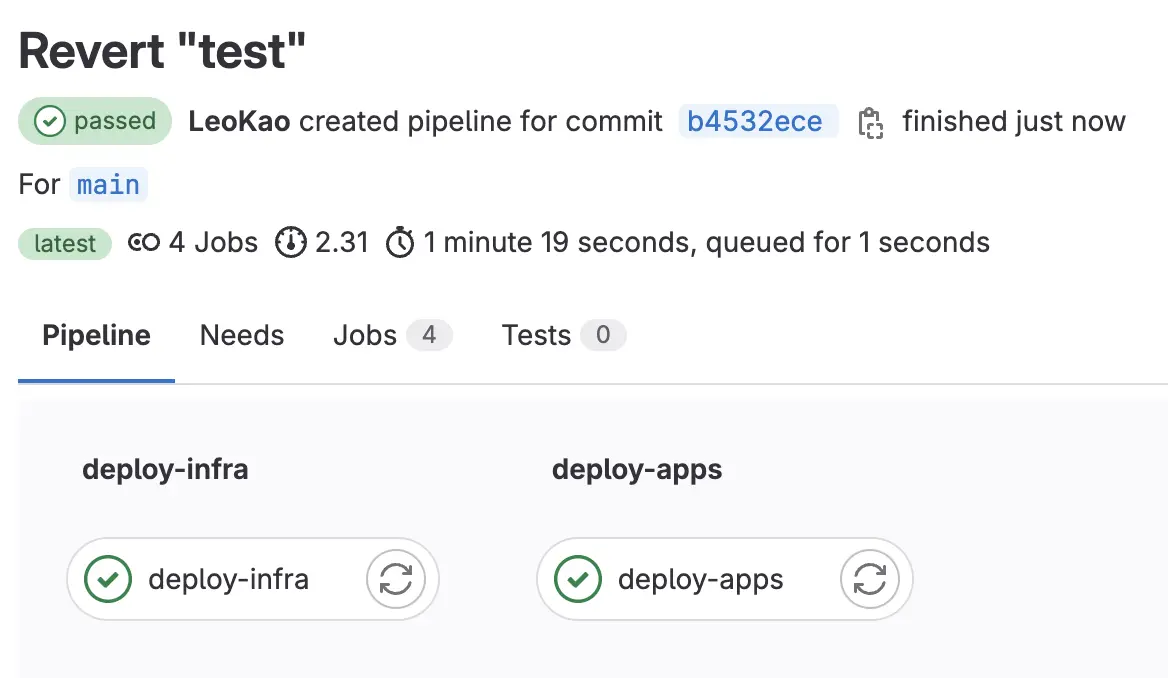 Revert "test"
passed LeoKao created pipeline for commit b4532ece finished just now
For main
latest 4 Jobs 2.31 1 minute 19 seconds, queued for 1 seconds
Pipeline Needs Jobs 4 Tests 0
deploy-infra deploy-apps
deploy-infra deploy-apps